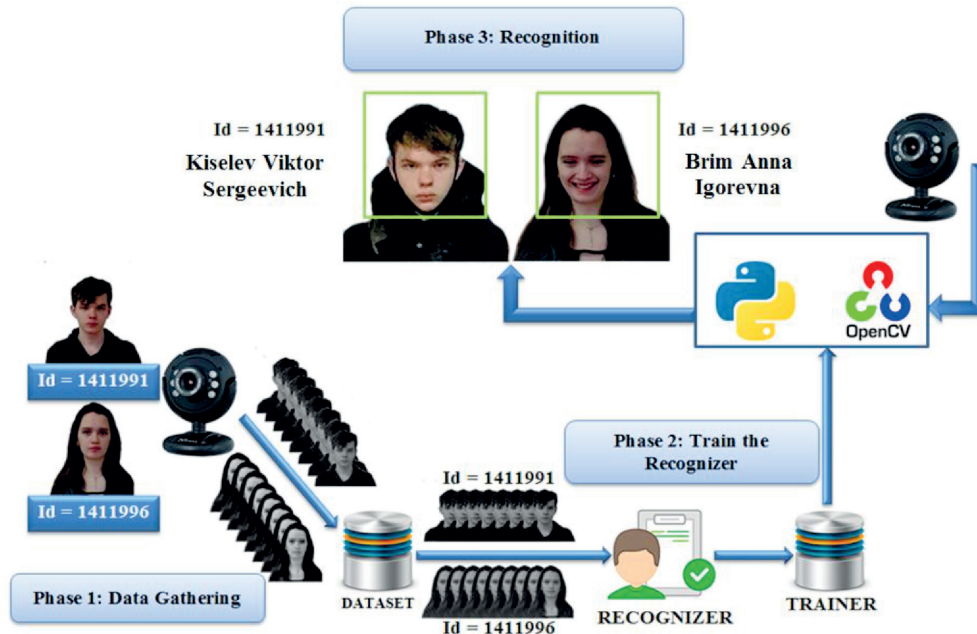 Phase 3: Recognition
Id = 1411991
Kiselev Viktor
Sergeevich
Id = 1411996
Brim Anna
Igorevna
OpenCV
Id = 1411991
Id = 1411996
Phase 2: Train the
Recognizer
Id = 1411991
Id = 1411996
Phase 1: Data Gathering
DATASET
RECOGNIZER
TRAINER